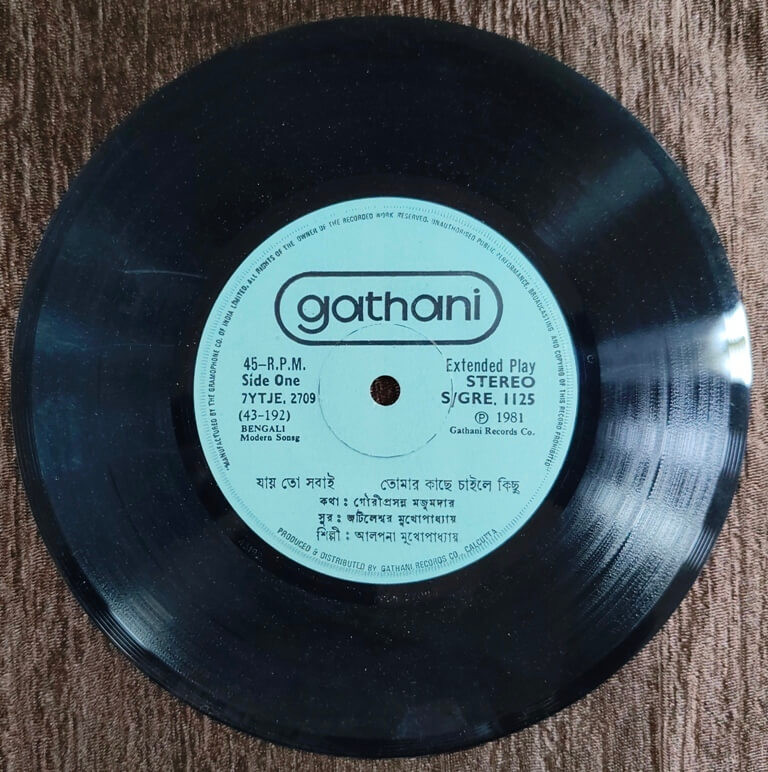 "MANUFACTURED BY THE GRAMOPHONE CO. OF INDIA LIMITED. ALL RIGHTS OF THE OWNER OF THE RECORDED WORK RESERVED. UNAUTHORISED PUBLIC PERFORMANCE, BROADCASTING AND COPYING OF THIS RECORD PROHIBITED"
gathani
45-R.P.M.
Side One
7YTJE, 2709
(43-192)
BENGALI
Modern Sonsg
Extended Play
STEREO
S/GRE, 1125
Ⓟ 1981
Gathani Records Co.
যায় তো সবাই তোমার কাছে চাইলে কিছু
কথা : গৌরীপ্রসন্ন মজুমদার
সুর : জটিলেশ্বর মুখোপাধ্যায়
শিল্পী : আলপনা মুখোপাধ্যায়
PRODUCED & DISTRIBUTED BY GATHANI RECORDS CO. CALCUTTA